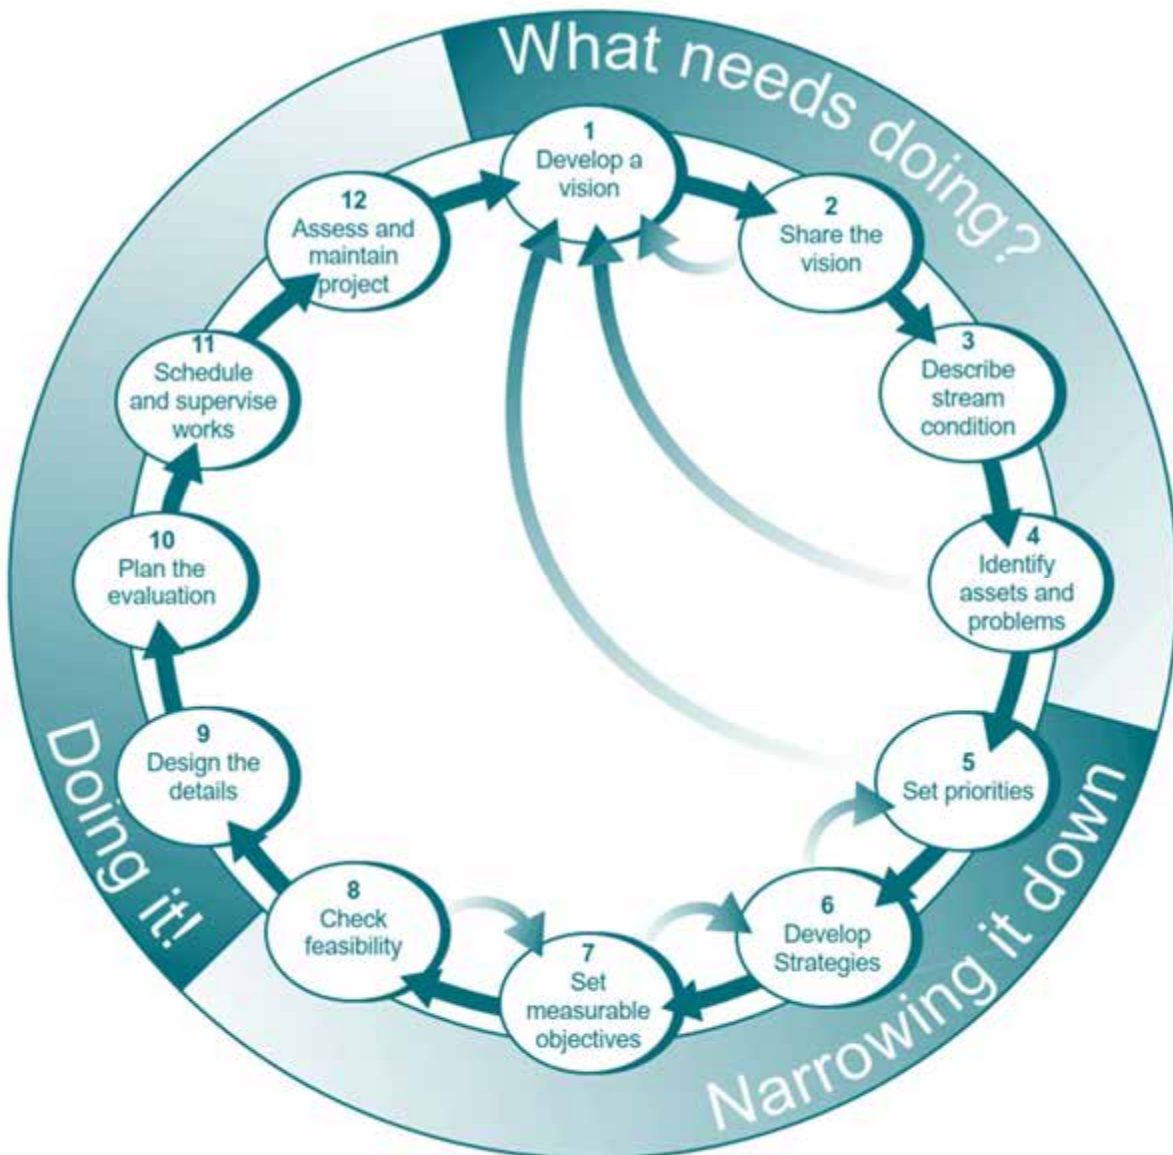 What needs doing?
1
Develop a
vision
2
Share the
vision
3
Describe
stream
condition
4
Identify
assets and
problems
Narrowing it down
5
Set priorities
6
Develop
Strategies
7
Set
measurable
objectives
8
Check
feasibility
Doing it!
9
Design the
details
10
Plan the
evaluation
11
Schedule
and supervise
works
12
Assess and
maintain
project